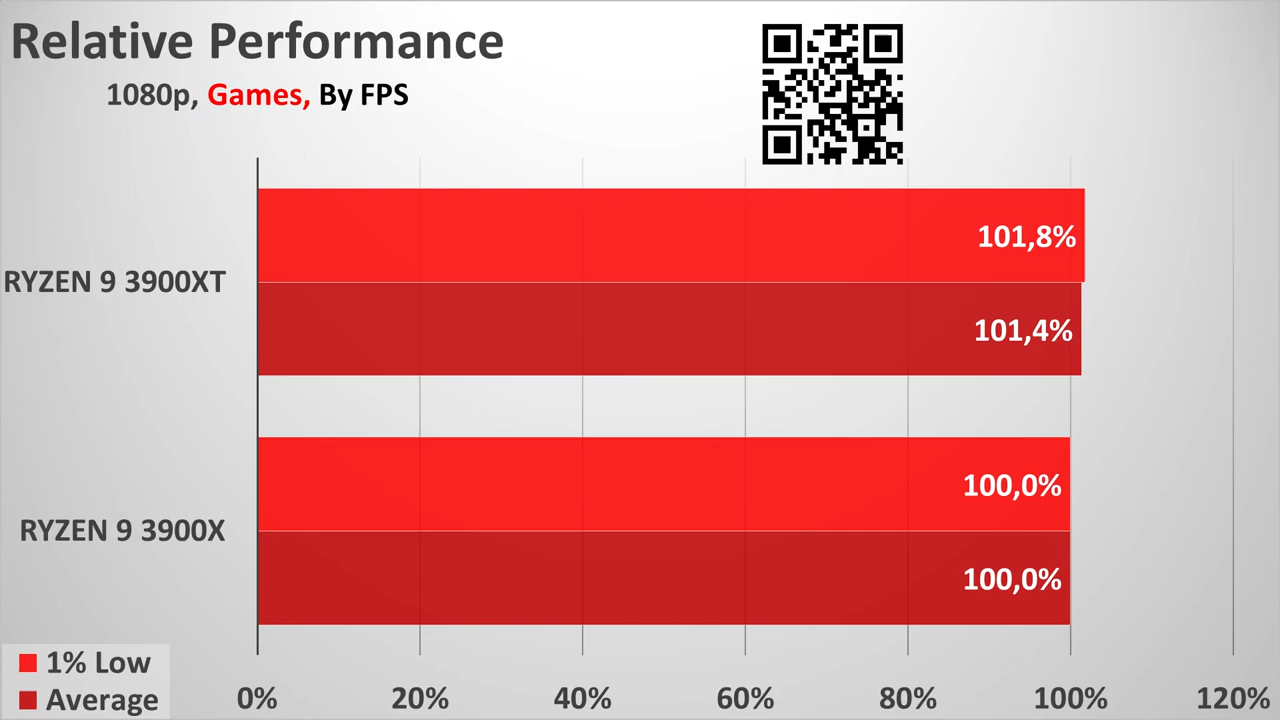 Relative Performance
1080p, Games, By FPS
RYZEN 9 3900XT
101,8%
101,4%
RYZEN 9 3900X
100,0%
100,0%
1% Low
Average
0% 20% 40% 60% 80% 100% 120%